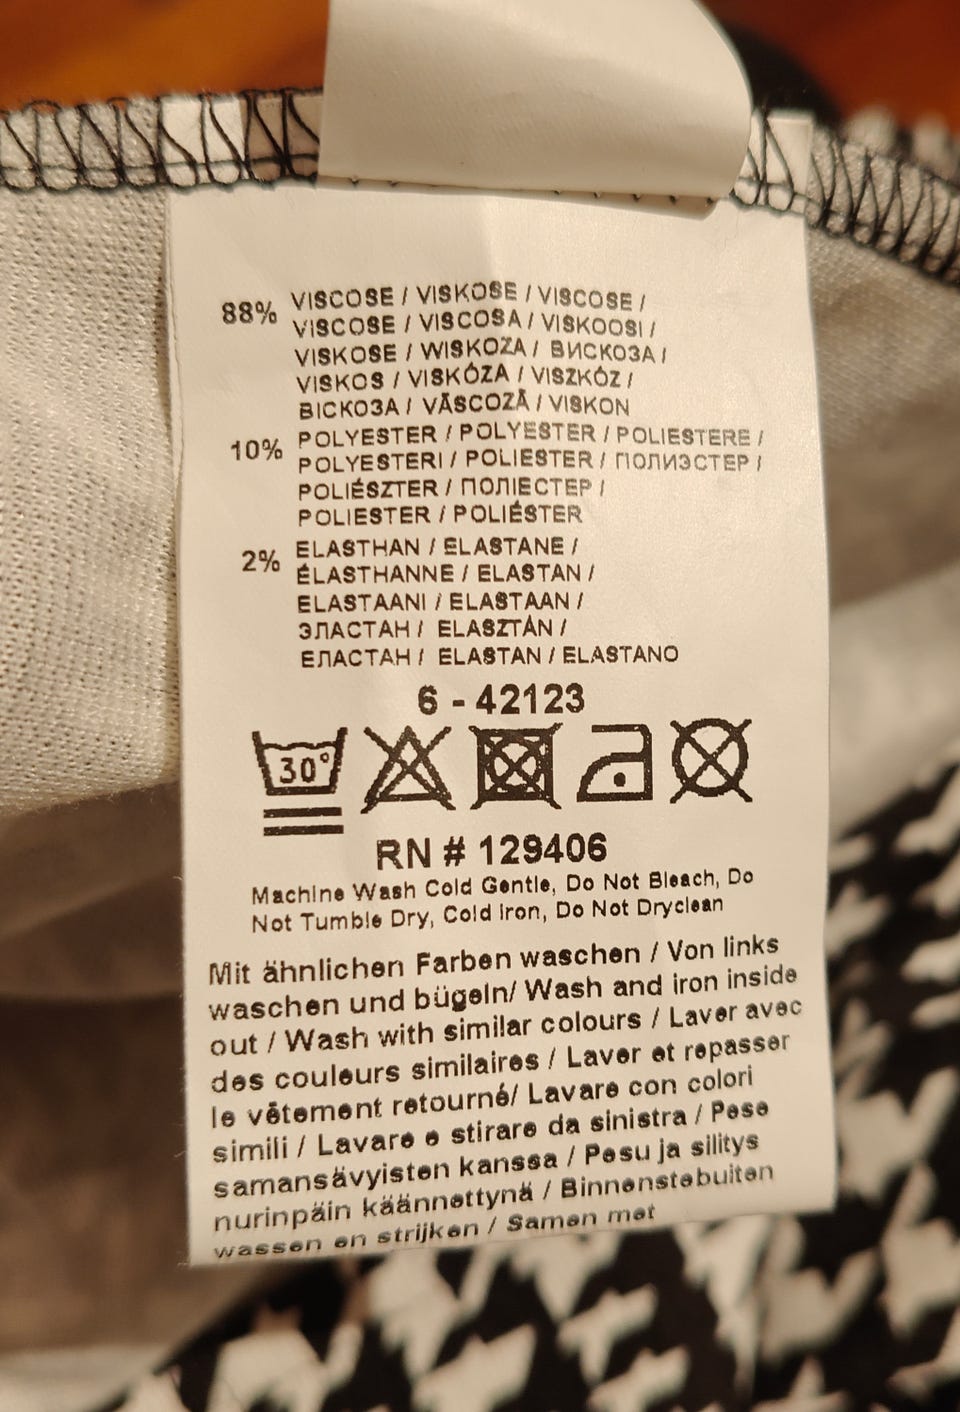 88% VISCOSE / VISKOSE / VISCOSE /
VISCOSE / VISCOSA / VISKOOSI /
VISKOSE / WISKOZA / ВИСКОЗА /
VISKOS / VISKÓZA / VISZKÓZ /
ВІСКОЗА / VÂSCOZĂ / VISKON
10% POLYESTER / POLYESTER / POLIESTERE /
POLYESTERI / POLIESTER / ПОЛИЭСТЕР /
POLIÉSZTER / ПОЛІЕСТЕР /
POLIESTER / POLIÉSTER
2% ELASTHAN / ELASTANE /
ÉLASTHANNE / ELASTAN /
ELASTAANI / ELASTAAN /
ЭЛАСТАН / ELASZTÁN /
ЕЛАСТАН / ELASTAN / ELASTANO
6 - 42123
30°
RN # 129406
Machine Wash Cold Gentle, Do Not Bleach, Do
Not Tumble Dry, Cold Iron, Do Not Dryclean
Mit ähnlichen Farben waschen / Von links
waschen und bügeln/ Wash and iron inside
out / Wash with similar colours / Laver avec
des couleurs similaires / Laver et repasser
le vêtement retourné/ Lavare con colori
simili / Lavare e stirare da sinistra / Pese
samansävyisten kanssa / Pesu ja silitys
nurinpäin käännettynä / Binnenstebuiten
wassen en strijken / Samen met